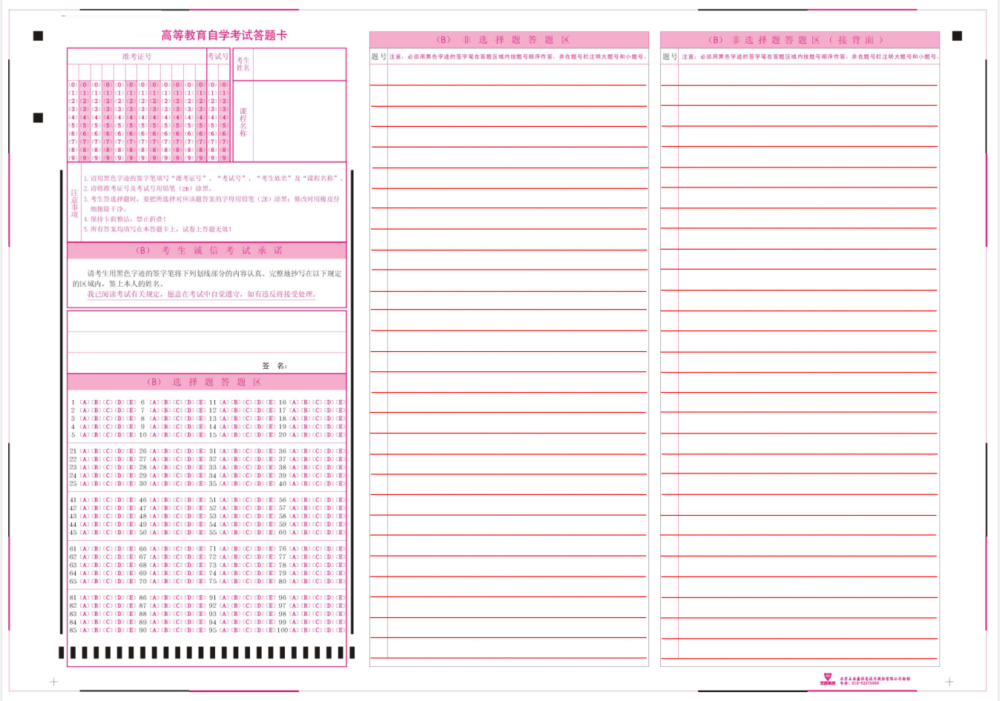 高等教育自学考试答题卡
准考证号
考试号
考生姓名
[0] [0] [0] [0] [0] [0] [0] [0] [0] [0] [0] [0] [0] [0]
[1] [1] [1] [1] [1] [1] [1] [1] [1] [1] [1] [1] [1] [1]
[2] [2] [2] [2] [2] [2] [2] [2] [2] [2] [2] [2] [2] [2]
[3] [3] [3] [3] [3] [3] [3] [3] [3] [3] [3] [3] [3] [3]
[4] [4] [4] [4] [4] [4] [4] [4] [4] [4] [4] [4] [4] [4]
[5] [5] [5] [5] [5] [5] [5] [5] [5] [5] [5] [5] [5] [5]
[6] [6] [6] [6] [6] [6] [6] [6] [6] [6] [6] [6] [6] [6]
[7] [7] [7] [7] [7] [7] [7] [7] [7] [7] [7] [7] [7] [7]
[8] [8] [8] [8] [8] [8] [8] [8] [8] [8] [8] [8] [8] [8]
[9] [9] [9] [9] [9] [9] [9] [9] [9] [9] [9] [9] [9] [9]
课程名称
注意事项
1.请用黑色字迹的签字笔填写“准考证号”、“考试号”、“考生姓名”及“课程名称”。
2.请将准考证号及考试号用铅笔（2B）涂黑。
3.考生答选择题时，要把所选择对应该题答案的字母用铅笔（2B）涂黑；修改时用橡皮仔
细擦除干净。
4.保持卡面整洁，禁止折叠！
5.所有答案均填写在本答题卡上，试卷上答题无效！
(B) 考生诚信考试承诺
请考生用黑色字迹的签字笔将下列划线部分的内容认真、完整地抄写在以下规定
的区域内，签上本人的姓名。
我已阅读考试有关规定，愿意在考试中自觉遵守，如有违反将接受处理。
签 名：
(B) 选择题答题区
1 [A] [B] [C] [D] [E] 6 [A] [B] [C] [D] [E] 11 [A] [B] [C] [D] [E] 16 [A] [B] [C] [D] [E]
2 [A] [B] [C] [D] [E] 7 [A] [B] [C] [D] [E] 12 [A] [B] [C] [D] [E] 17 [A] [B] [C] [D] [E]
3 [A] [B] [C] [D] [E] 8 [A] [B] [C] [D] [E] 13 [A] [B] [C] [D] [E] 18 [A] [B] [C] [D] [E]
4 [A] [B] [C] [D] [E] 9 [A] [B] [C] [D] [E] 14 [A] [B] [C] [D] [E] 19 [A] [B] [C] [D] [E]
5 [A] [B] [C] [D] [E] 10 [A] [B] [C] [D] [E] 15 [A] [B] [C] [D] [E] 20 [A] [B] [C] [D] [E]
21 [A] [B] [C] [D] [E] 26 [A] [B] [C] [D] [E] 31 [A] [B] [C] [D] [E] 36 [A] [B] [C] [D] [E]
22 [A] [B] [C] [D] [E] 27 [A] [B] [C] [D] [E] 32 [A] [B] [C] [D] [E] 37 [A] [B] [C] [D] [E]
23 [A] [B] [C] [D] [E] 28 [A] [B] [C] [D] [E] 33 [A] [B] [C] [D] [E] 38 [A] [B] [C] [D] [E]
24 [A] [B] [C] [D] [E] 29 [A] [B] [C] [D] [E] 34 [A] [B] [C] [D] [E] 39 [A] [B] [C] [D] [E]
25 [A] [B] [C] [D] [E] 30 [A] [B] [C] [D] [E] 35 [A] [B] [C] [D] [E] 40 [A] [B] [C] [D] [E]
41 [A] [B] [C] [D] [E] 46 [A] [B] [C] [D] [E] 51 [A] [B] [C] [D] [E] 56 [A] [B] [C] [D] [E]
42 [A] [B] [C] [D] [E] 47 [A] [B] [C] [D] [E] 52 [A] [B] [C] [D] [E] 57 [A] [B] [C] [D] [E]
43 [A] [B] [C] [D] [E] 48 [A] [B] [C] [D] [E] 53 [A] [B] [C] [D] [E] 58 [A] [B] [C] [D] [E]
44 [A] [B] [C] [D] [E] 49 [A] [B] [C] [D] [E] 54 [A] [B] [C] [D] [E] 59 [A] [B] [C] [D] [E]
45 [A] [B] [C] [D] [E] 50 [A] [B] [C] [D] [E] 55 [A] [B] [C] [D] [E] 60 [A] [B] [C] [D] [E]
61 [A] [B] [C] [D] [E] 66 [A] [B] [C] [D] [E] 71 [A] [B] [C] [D] [E] 76 [A] [B] [C] [D] [E]
62 [A] [B] [C] [D] [E] 67 [A] [B] [C] [D] [E] 72 [A] [B] [C] [D] [E] 77 [A] [B] [C] [D] [E]
63 [A] [B] [C] [D] [E] 68 [A] [B] [C] [D] [E] 73 [A] [B] [C] [D] [E] 78 [A] [B] [C] [D] [E]
64 [A] [B] [C] [D] [E] 69 [A] [B] [C] [D] [E] 74 [A] [B] [C] [D] [E] 79 [A] [B] [C] [D] [E]
65 [A] [B] [C] [D] [E] 70 [A] [B] [C] [D] [E] 75 [A] [B] [C] [D] [E] 80 [A] [B] [C] [D] [E]
81 [A] [B] [C] [D] [E] 86 [A] [B] [C] [D] [E] 91 [A] [B] [C] [D] [E] 96 [A] [B] [C] [D] [E]
82 [A] [B] [C] [D] [E] 87 [A] [B] [C] [D] [E] 92 [A] [B] [C] [D] [E] 97 [A] [B] [C] [D] [E]
83 [A] [B] [C] [D] [E] 88 [A] [B] [C] [D] [E] 93 [A] [B] [C] [D] [E] 98 [A] [B] [C] [D] [E]
84 [A] [B] [C] [D] [E] 89 [A] [B] [C] [D] [E] 94 [A] [B] [C] [D] [E] 99 [A] [B] [C] [D] [E]
85 [A] [B] [C] [D] [E] 90 [A] [B] [C] [D] [E] 95 [A] [B] [C] [D] [E] 100 [A] [B] [C] [D] [E]
(B) 非选择题答题区
题号 注意：必须用黑色字迹的签字笔在答题区域内按题号顺序作答，并在题号栏注明大题号和小题号。
(B) 非选择题答题区（接背面）
题号 注意：必须用黑色字迹的签字笔在答题区域内按题号顺序作答，并在题号栏注明大题号和小题号。